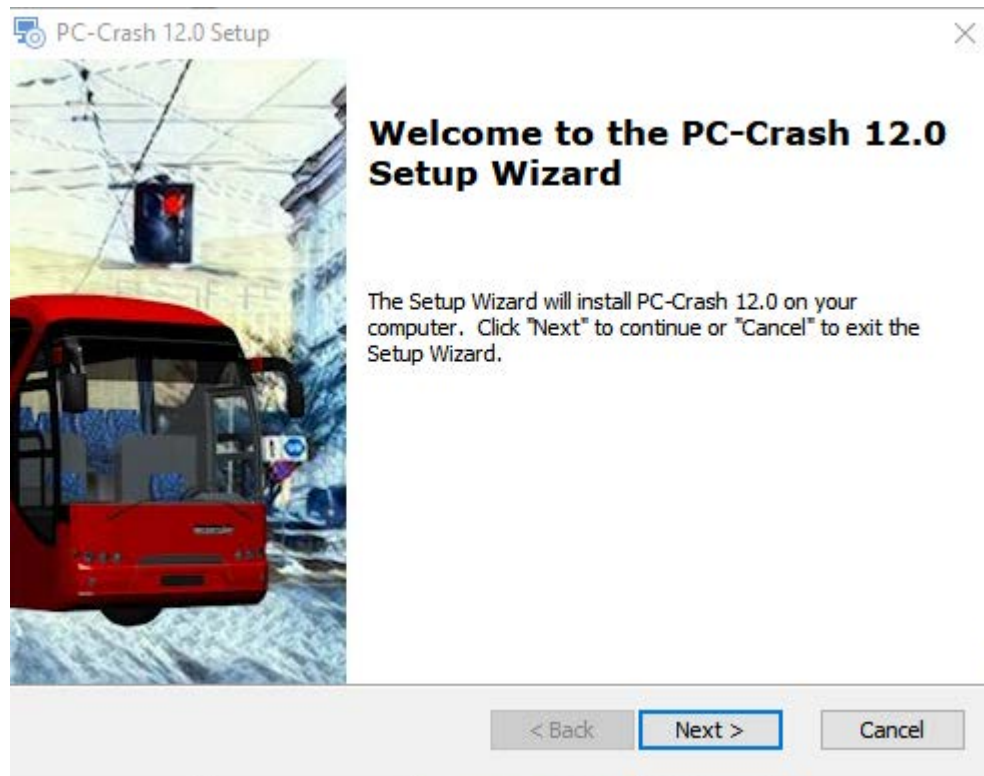 PC-Crash 12.0 Setup
Welcome to the PC-Crash 12.0
Setup Wizard
The Setup Wizard will install PC-Crash 12.0 on your
computer.  Click "Next" to continue or "Cancel" to exit the
Setup Wizard.
< Back
Next >
Cancel